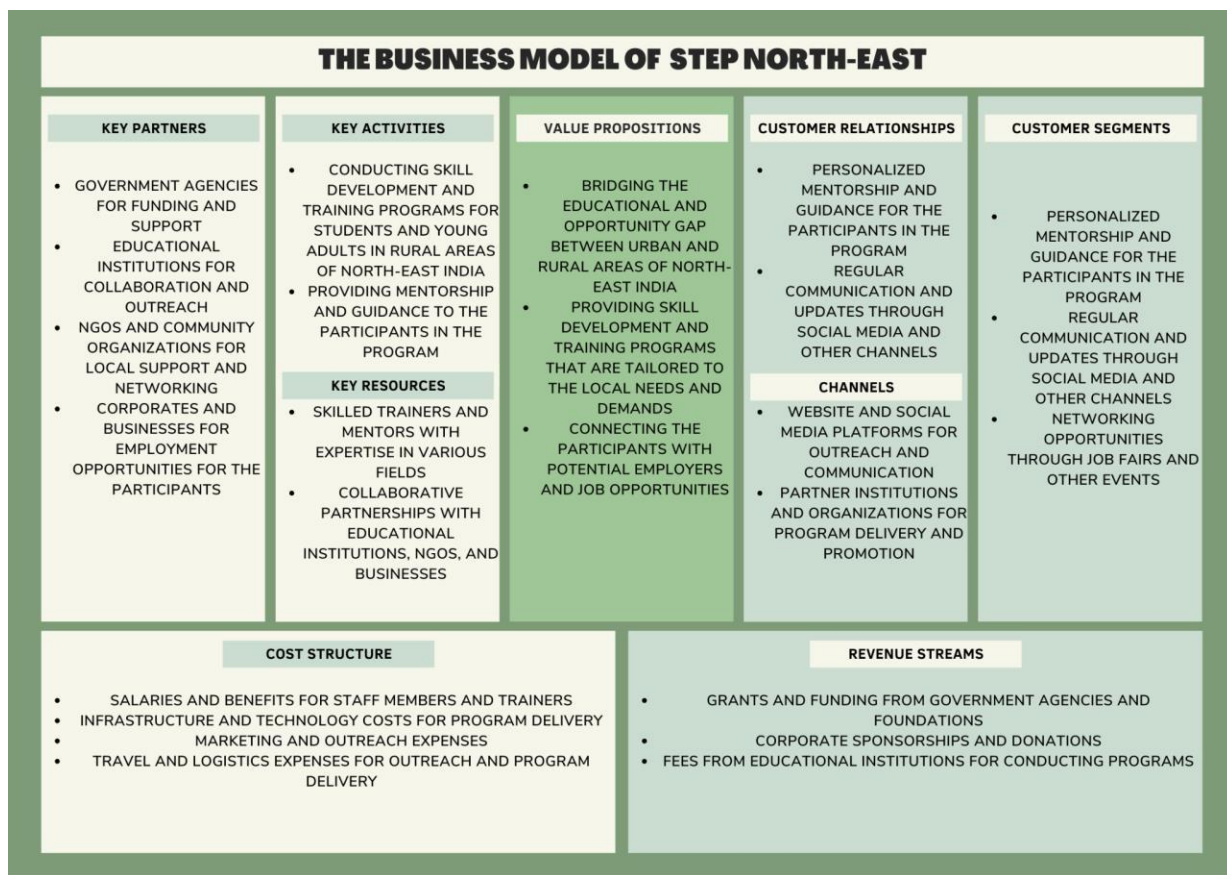 THE BUSINESS MODEL OF STEP NORTH-EAST
KEY PARTNERS
• GOVERNMENT AGENCIES
FOR FUNDING AND
SUPPORT
• EDUCATIONAL
INSTITUTIONS FOR
COLLABORATION AND
OUTREACH
• NGOS AND COMMUNITY
ORGANIZATIONS FOR
LOCAL SUPPORT AND
NETWORKING
• CORPORATES AND
BUSINESSES FOR
EMPLOYMENT
OPPORTUNITIES FOR THE
PARTICIPANTS
KEY ACTIVITIES
• CONDUCTING SKILL
DEVELOPMENT AND
TRAINING PROGRAMS FOR
STUDENTS AND YOUNG
ADULTS IN RURAL AREAS
OF NORTH-EAST INDIA
• PROVIDING MENTORSHIP
AND GUIDANCE TO THE
PARTICIPANTS IN THE
PROGRAM
KEY RESOURCES
• SKILLED TRAINERS AND
MENTORS WITH
EXPERTISE IN VARIOUS
FIELDS
• COLLABORATIVE
PARTNERSHIPS WITH
EDUCATIONAL
INSTITUTIONS, NGOS, AND
BUSINESSES
VALUE PROPOSITIONS
• BRIDGING THE
EDUCATIONAL AND
OPPORTUNITY GAP
BETWEEN URBAN AND
RURAL AREAS OF NORTH-
EAST INDIA
• PROVIDING SKILL
DEVELOPMENT AND
TRAINING PROGRAMS
THAT ARE TAILORED TO
THE LOCAL NEEDS AND
DEMANDS
• CONNECTING THE
PARTICIPANTS WITH
POTENTIAL EMPLOYERS
AND JOB OPPORTUNITIES
CUSTOMER RELATIONSHIPS
• PERSONALIZED
MENTORSHIP AND
GUIDANCE FOR THE
PARTICIPANTS IN THE
PROGRAM
• REGULAR
COMMUNICATION AND
UPDATES THROUGH
SOCIAL MEDIA AND
OTHER CHANNELS
CHANNELS
• WEBSITE AND SOCIAL
MEDIA PLATFORMS FOR
OUTREACH AND
COMMUNICATION
• PARTNER INSTITUTIONS
AND ORGANIZATIONS FOR
PROGRAM DELIVERY AND
PROMOTION
CUSTOMER SEGMENTS
• PERSONALIZED
MENTORSHIP AND
GUIDANCE FOR THE
PARTICIPANTS IN THE
PROGRAM
• REGULAR
COMMUNICATION AND
UPDATES THROUGH
SOCIAL MEDIA AND
OTHER CHANNELS
• NETWORKING
OPPORTUNITIES
THROUGH JOB FAIRS AND
OTHER EVENTS
COST STRUCTURE
• SALARIES AND BENEFITS FOR STAFF MEMBERS AND TRAINERS
• INFRASTRUCTURE AND TECHNOLOGY COSTS FOR PROGRAM DELIVERY
• MARKETING AND OUTREACH EXPENSES
• TRAVEL AND LOGISTICS EXPENSES FOR OUTREACH AND PROGRAM
DELIVERY
REVENUE STREAMS
• GRANTS AND FUNDING FROM GOVERNMENT AGENCIES AND
FOUNDATIONS
• CORPORATE SPONSORSHIPS AND DONATIONS
• FEES FROM EDUCATIONAL INSTITUTIONS FOR CONDUCTING PROGRAMS